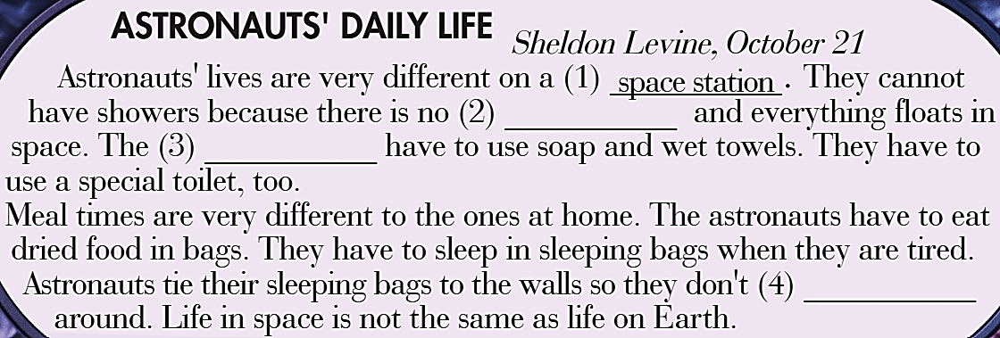 ASTRONAUTS' DAILY LIFE
Sheldon Levine, October 21
Astronauts' lives are very different on a (1) space station. They cannot
have showers because there is no (2) ____________ and everything floats in
space. The (3) ____________ have to use soap and wet towels. They have to
use a special toilet, too.
Meal times are very different to the ones at home. The astronauts have to eat
dried food in bags. They have to sleep in sleeping bags when they are tired.
Astronauts tie their sleeping bags to the walls so they don't (4) ____________
around. Life in space is not the same as life on Earth.